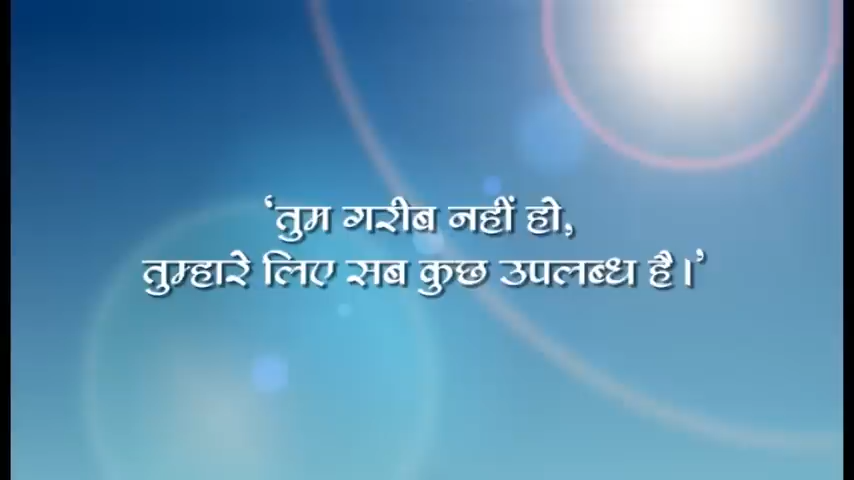 ‘तुम गरीब नहीं हो,
तुम्हारे लिए सब कुछ उपलब्ध है।’